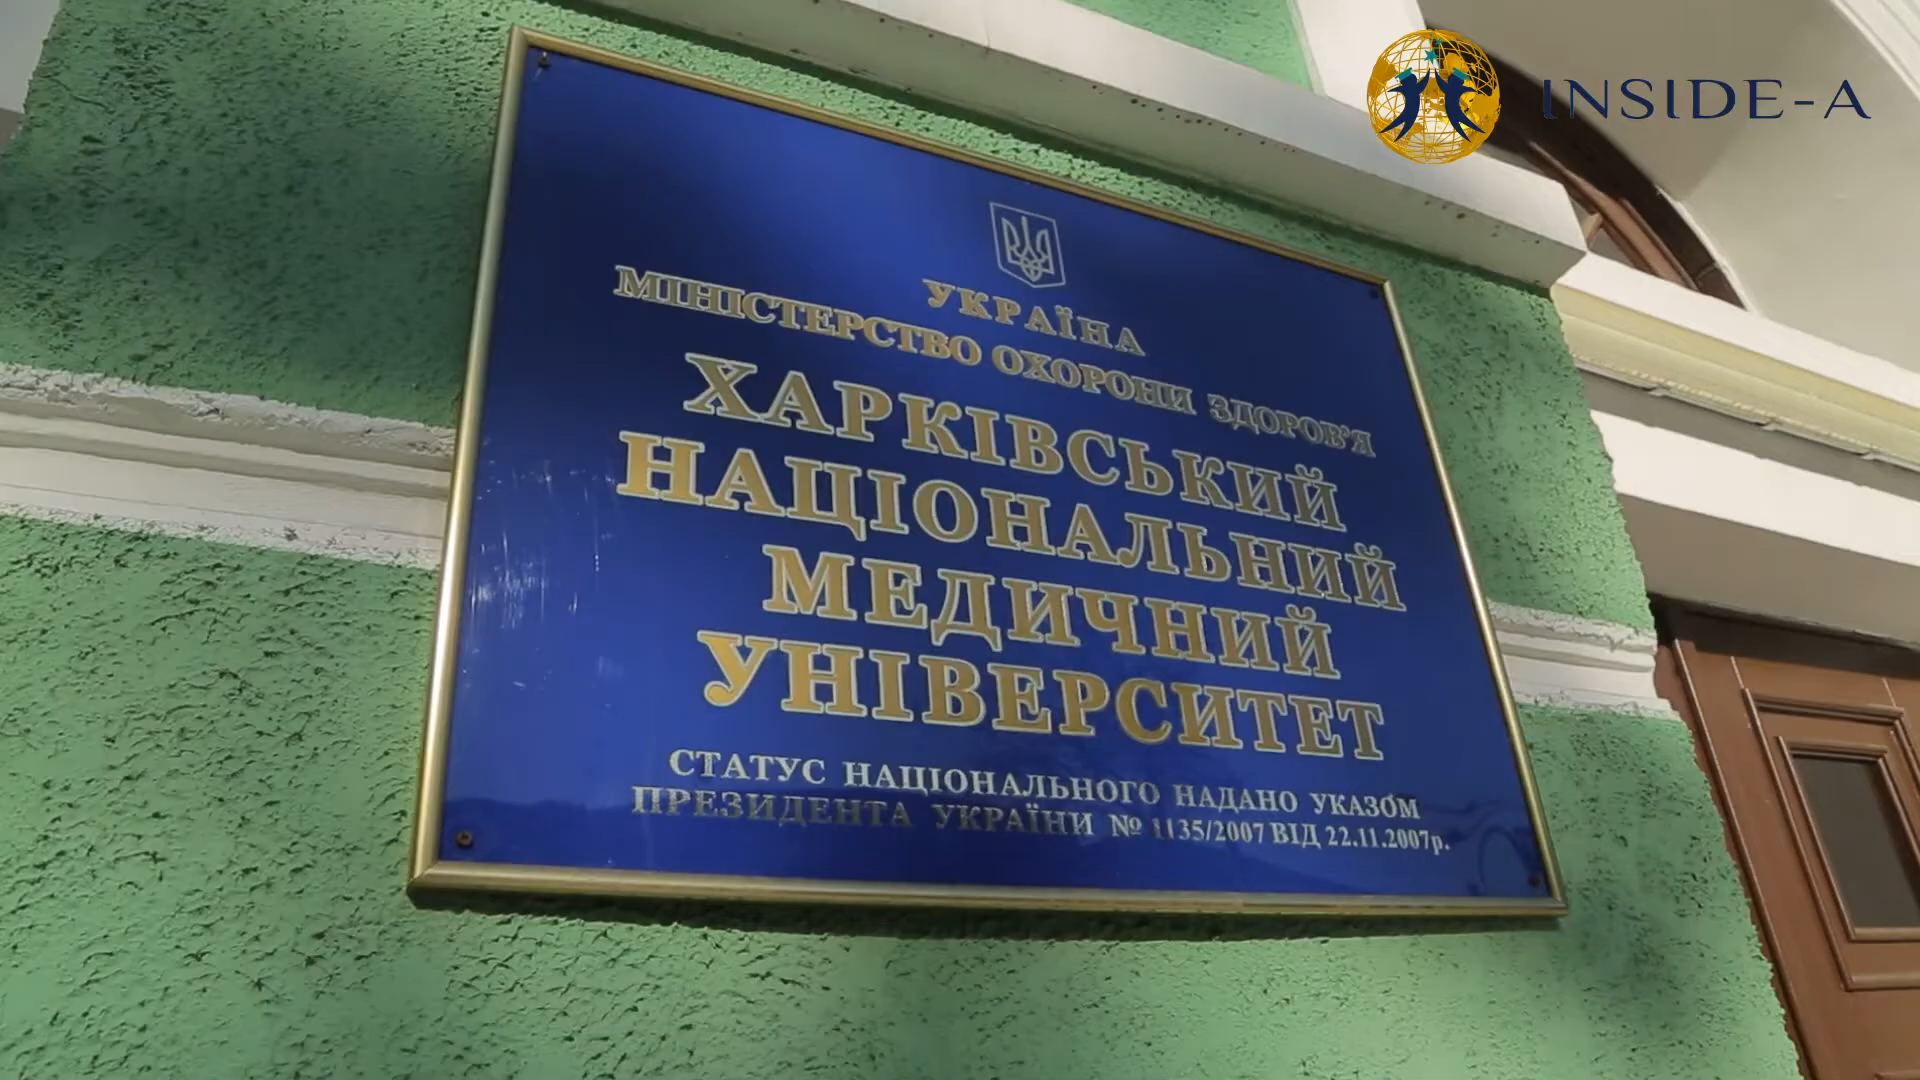 INSIDE-A
УКРАЇНА
МІНІСТЕРСТВО ОХОРОНИ ЗДОРОВ'Я
ХАРКІВСЬКИЙ
НАЦІОНАЛЬНИЙ
МЕДИЧНИЙ
УНІВЕРСИТЕТ
СТАТУС НАЦІОНАЛЬНОГО НАДАНО УКАЗОМ
ПРЕЗИДЕНТА УКРАЇНИ № 1135/2007 ВІД 22.11.2007р.